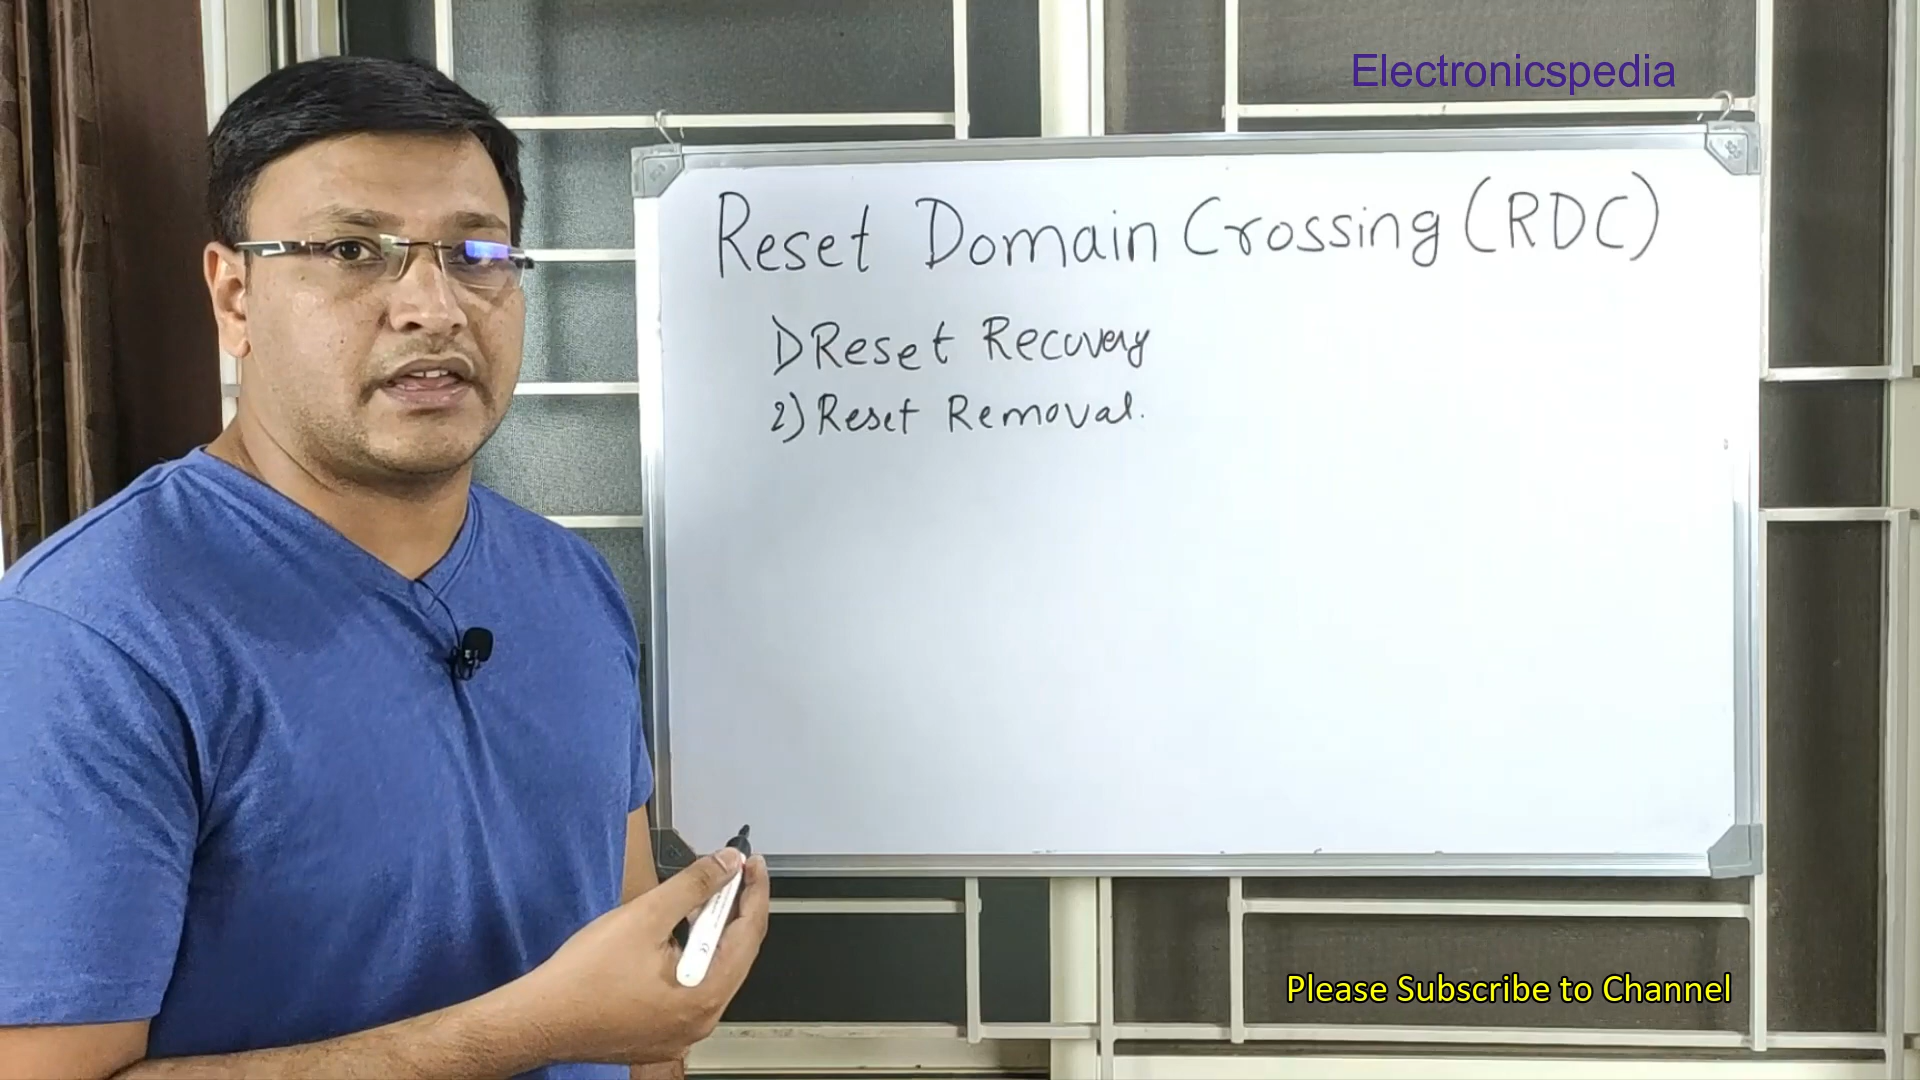 Electronicspedia
Reset Domain Crossing (RDC)
1) Reset Recovery
2) Reset Removal.
Please Subscribe to Channel